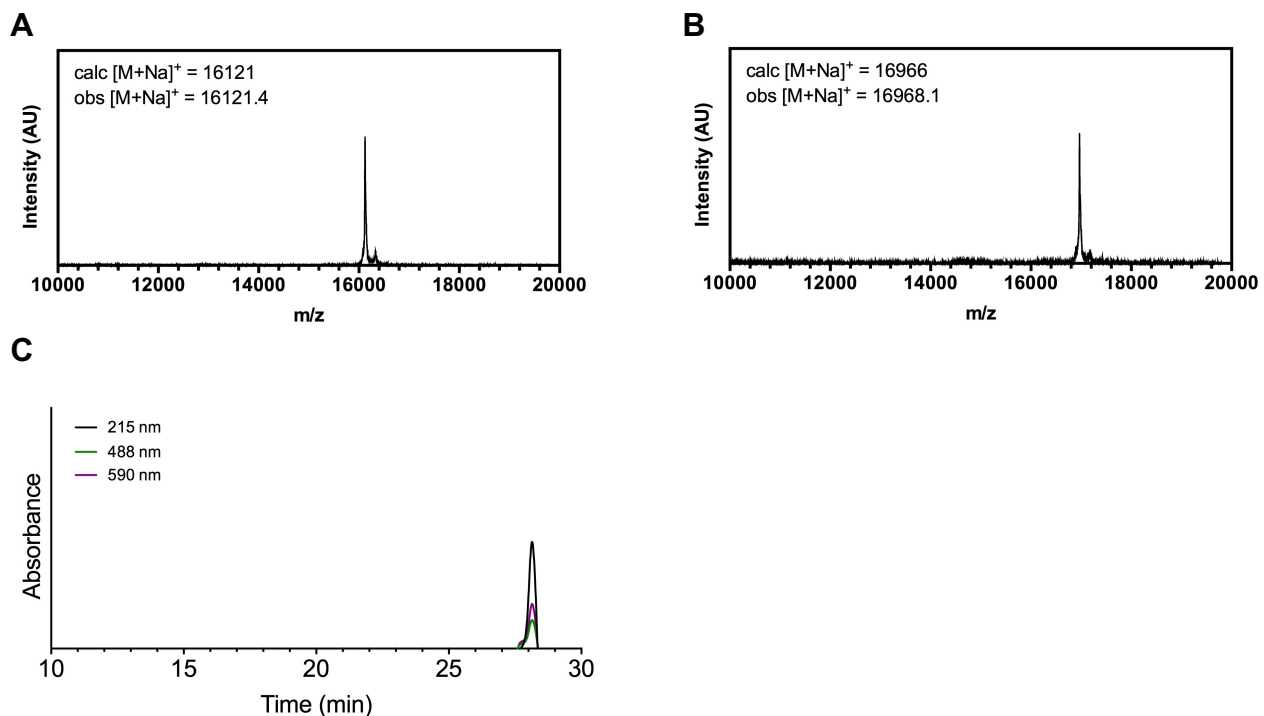 A
calc [M+Na]+ = 16121
obs [M+Na]+ = 16121.4
Intensity (AU)
10000 12000 14000 16000 18000 20000
m/z
B
calc [M+Na]+ = 16966
obs [M+Na]+ = 16968.1
Intensity (AU)
10000 12000 14000 16000 18000 20000
m/z
C
215 nm
488 nm
590 nm
Absorbance
10 15 20 25 30
Time (min)